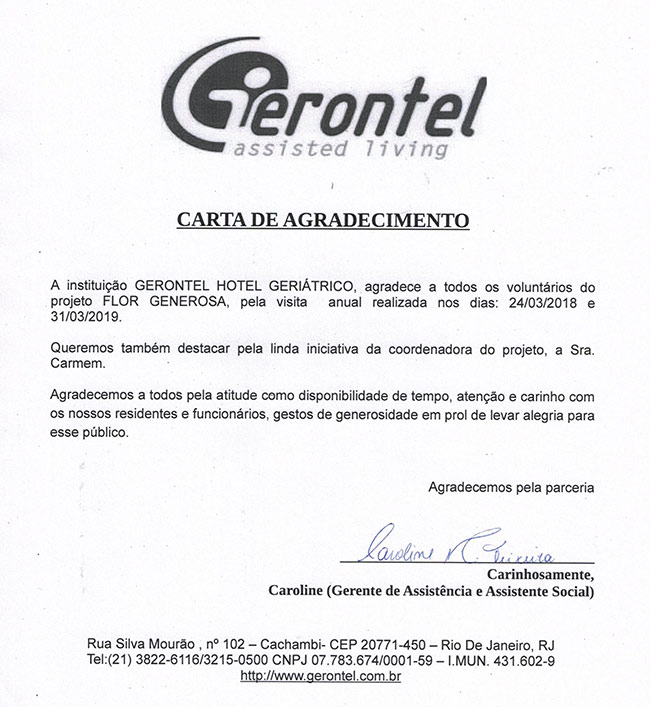 Gerontel
assisted living
CARTA DE AGRADECIMENTO
A instituição GERONTEL HOTEL GERIÁTRICO, agradece a todos os voluntários do
projeto FLOR GENEROSA, pela visita anual realizada nos dias: 24/03/2018 e
31/03/2019.
Queremos também destacar pela linda iniciativa da coordenadora do projeto, a Sra.
Carmem.
Agradecemos a todos pela atitude como disponibilidade de tempo, atenção e carinho com
os nossos residentes e funcionários, gestos de generosidade em prol de levar alegria para
esse público.
Agradecemos pela parceria
Caroline M. Teixeira
Carinhosamente,
Caroline (Gerente de Assistência e Assistente Social)
Rua Silva Mourão , nº 102 – Cachambi- CEP 20771-450 – Rio De Janeiro, RJ
Tel:(21) 3822-6116/3215-0500 CNPJ 07.783.674/0001-59 – I.MUN. 431.602-9
http://www.gerontel.com.br